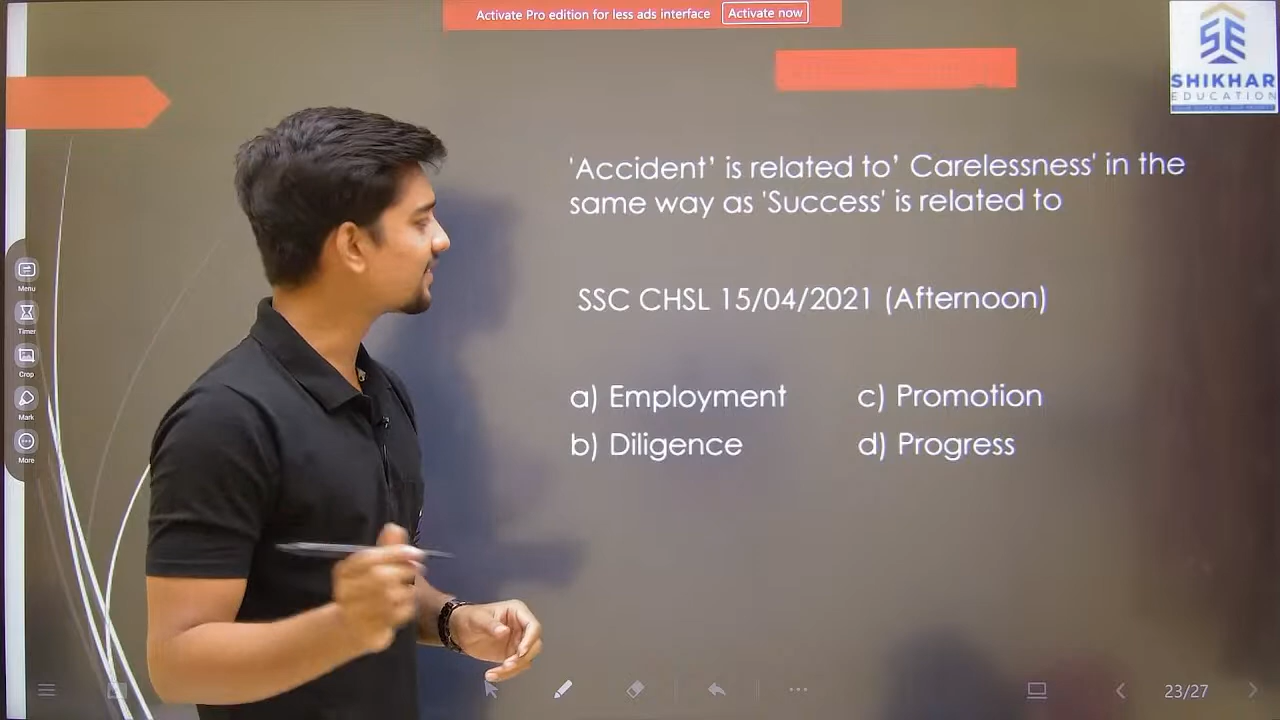 Activate Pro edition for less ads interface Activate now
SHIKHAR
EDUCATION
'Accident' is related to' Carelessness' in the
same way as 'Success' is related to
SSC CHSL 15/04/2021 (Afternoon)
a) Employment c) Promotion
b) Diligence d) Progress
Menu
Timer
Crop
Mark
More
23/27